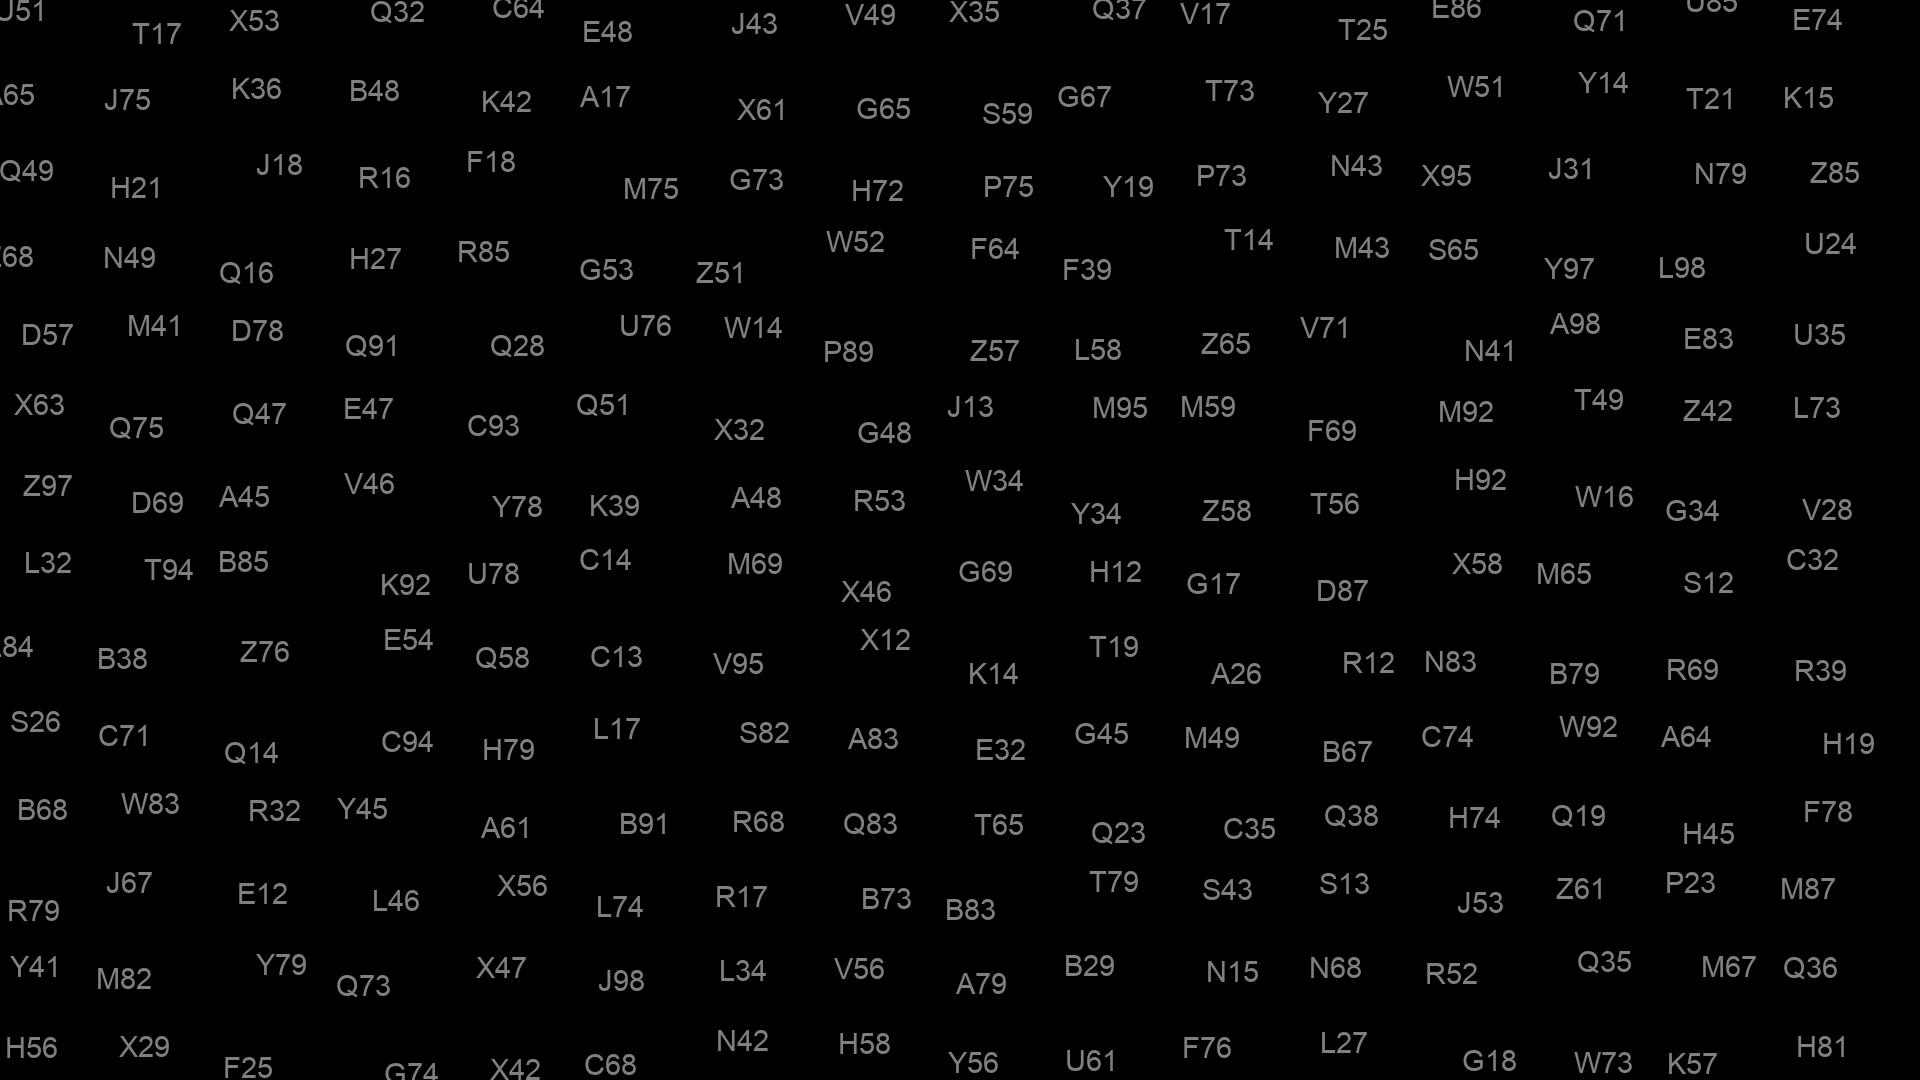 U51 T17 X53 Q32 C64 E48 J43 V49 X35 Q37 V17 T25 E86 Q71 U85 E74
J75 K36 B48 K42 A17 X61 G65 S59 G67 T73 Y27 W51 Y14 T21 K15
Q49 H21 J18 R16 F18 M75 G73 H72 P75 Y19 P73 N43 X95 J31 N79 Z85
N49 Q16 H27 R85 G53 Z51 W52 F64 F39 T14 M43 S65 Y97 L98 U24
D57 M41 D78 Q91 Q28 U76 W14 P89 Z57 L58 Z65 V71 N41 A98 E83 U35
X63 Q75 Q47 E47 C93 Q51 X32 G48 J13 M95 M59 F69 M92 T49 Z42 L73
Z97 D69 A45 V46 Y78 K39 A48 R53 W34 Y34 Z58 T56 H92 W16 G34 V28
L32 T94 B85 K92 U78 C14 M69 X46 G69 H12 G17 D87 X58 M65 S12 C32
B38 Z76 E54 Q58 C13 V95 X12 K14 T19 A26 R12 N83 B79 R69 R39
S26 C71 Q14 C94 H79 L17 S82 A83 E32 G45 M49 B67 C74 W92 A64 H19
B68 W83 R32 Y45 A61 B91 R68 Q83 T65 Q23 C35 Q38 H74 Q19 H45 F78
R79 J67 E12 L46 X56 L74 R17 B73 B83 T79 S43 S13 J53 Z61 P23 M87
Y41 M82 Y79 Q73 X47 J98 L34 V56 A79 B29 N15 N68 R52 Q35 M67 Q36
H56 X29 F25 G74 X42 C68 N42 H58 Y56 U61 F76 L27 G18 W73 K57 H81